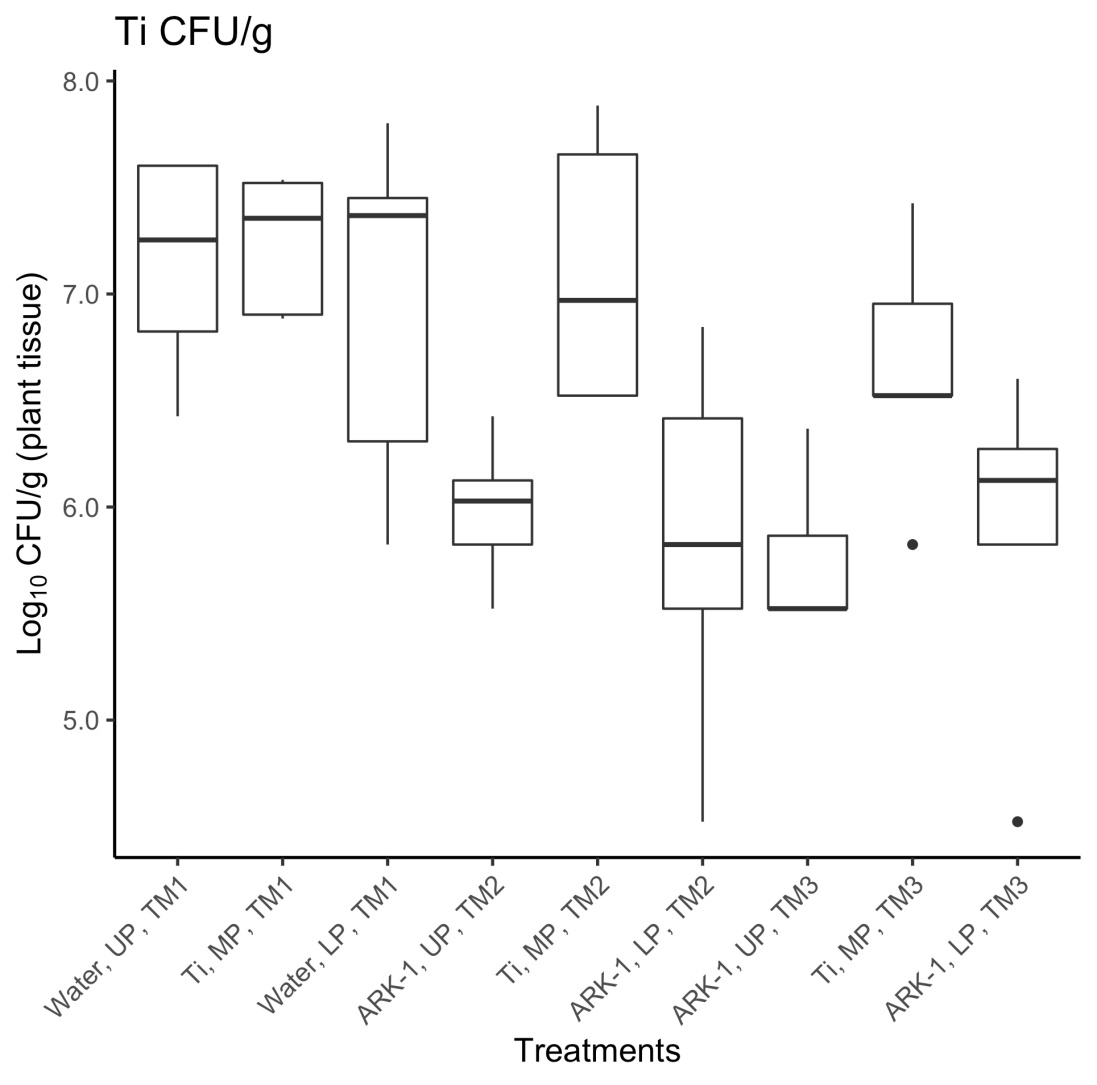 Ti CFU/g
8.0
7.0
6.0
5.0
Log₁₀ CFU/g (plant tissue)
Water, UP, TM1
Ti, MP, TM1
Water, LP, TM1
ARK-1, UP, TM2
Ti, MP, TM2
ARK-1, LP, TM2
ARK-1, UP, TM3
Ti, MP, TM3
ARK-1, LP, TM3
Treatments